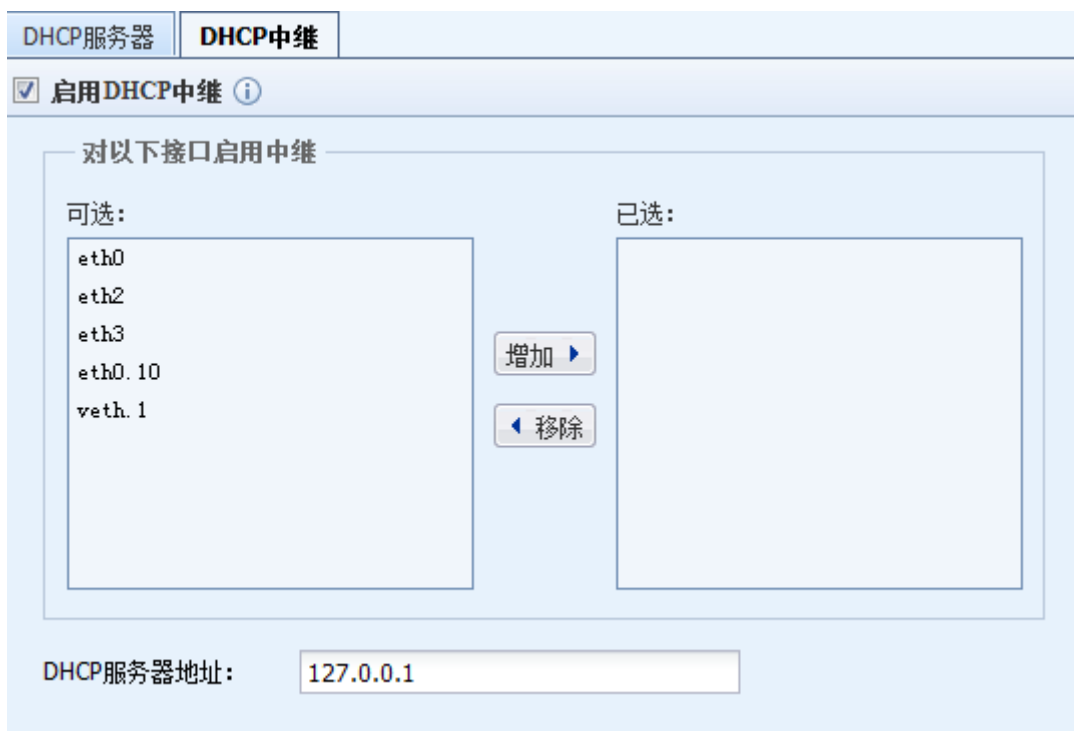 DHCP服务器 DHCP中继
启用DHCP中继
对以下接口启用中继
可选: 已选:
eth0
eth2
eth3
eth0.10
veth.1
增加
移除
DHCP服务器地址: 127.0.0.1